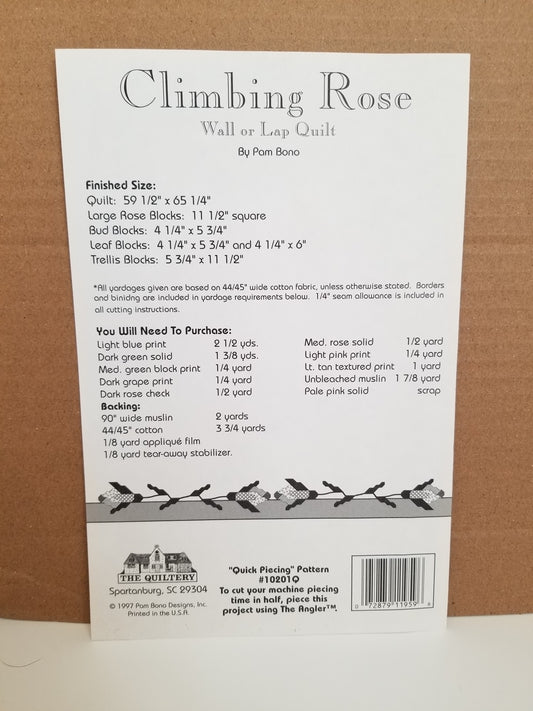 Climbing Rose
Wall or Lap Quilt
By Pam Bono
Finished Size:
Quilt: 59 1/2" x 65 1/4"
Large Rose Blocks: 11 1/2" square
Bud Blocks: 4 1/4" x 5 3/4"
Leaf Blocks: 4 1/4" x 5 3/4" and 4 1/4" x 6"
Trellis Blocks: 5 3/4" x 11 1/2"
*All yardages given are based on 44/45" wide cotton fabric, unless otherwise stated. Borders
and binidng are included in yardage requirements below. 1/4" seam allowance is included in
all cutting instructions.
You Will Need To Purchase:
Light blue print 2 1/2 yds.
Dark green solid 1 3/8 yds.
Med. green block print 1/4 yard
Dark grape print 1/4 yard
Dark rose check 1/2 yard
Backing:
90" wide muslin 2 yards
44/45" cotton 3 3/4 yards
1/8 yard appliqué film
1/8 yard tear-away stabilizer.
Med. rose solid 1/2 yard
Light pink print 1/4 yard
Lt. tan textured print 1 yard
Unbleached muslin 1 7/8 yard
Pale pink solid scrap
THE QUILTERY
Spartanburg, SC 29304
© 1997 Pam Bono Designs, Inc.
Printed in the U.S.A.
"Quick Piecing" Pattern
#10201Q
To cut your machine piecing
time in half, piece this
project using The Angler™.
0 72879 11959 8